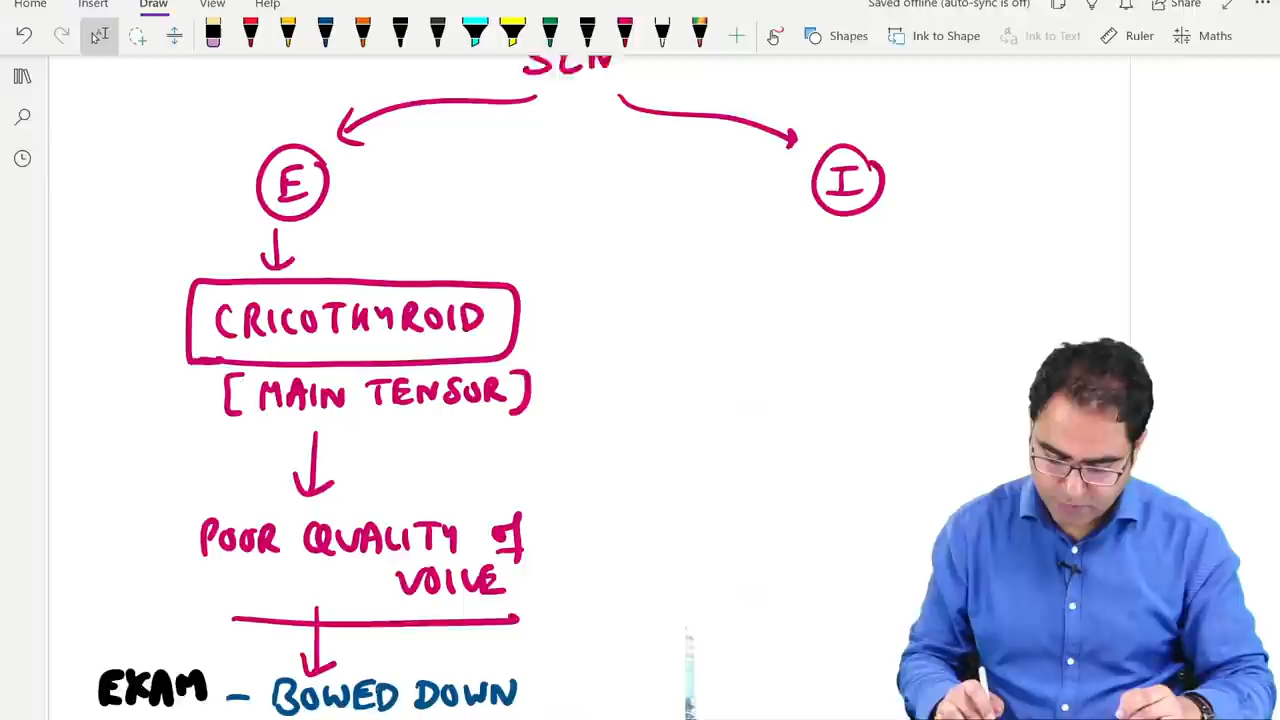 Home Insert Draw View Help Saved offline (auto-sync is off) Share
Shapes Ink to Shape Ink to Text Ruler Maths
SLN
E I
CRICOTHYROID
[MAIN TENSOR]
POOR QUALITY of
VOICE
EXAM - BOWED DOWN